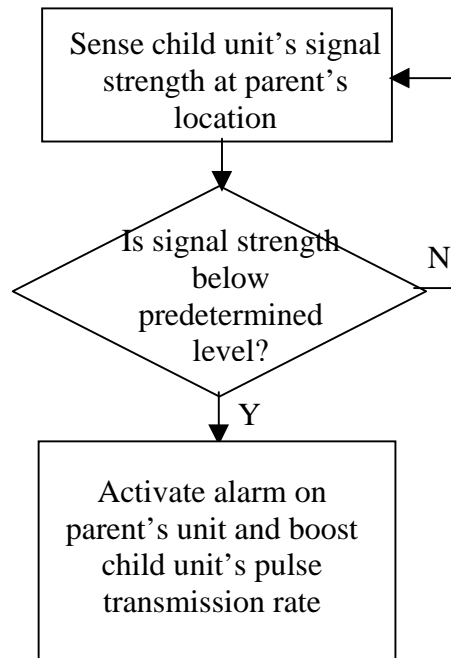 Sense child unit’s signal
strength at parent’s
location
Is signal strength
below
predetermined
level?
N
Y
Activate alarm on
parent’s unit and boost
child unit’s pulse
transmission rate